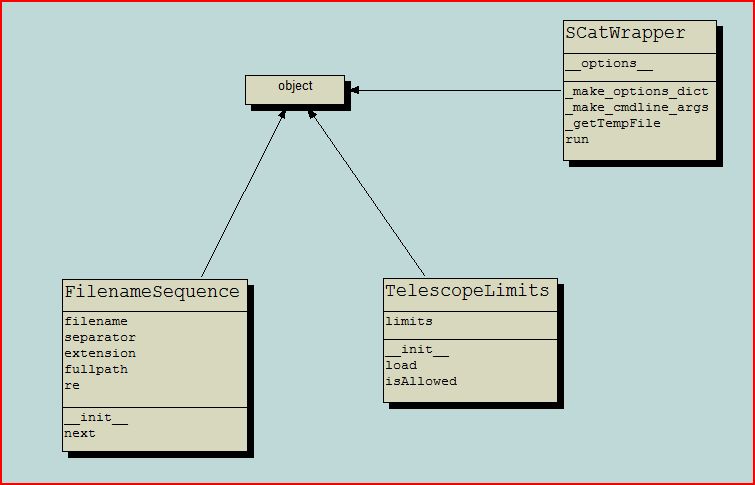 SCatWrapper
__options__
_make_options_dict
_make_cmdline_args
_getTempFile
run
object
FilenameSequence
filename
separator
extension
fullpath
re
__init__
next
TelescopeLimits
limits
__init__
load
isAllowed